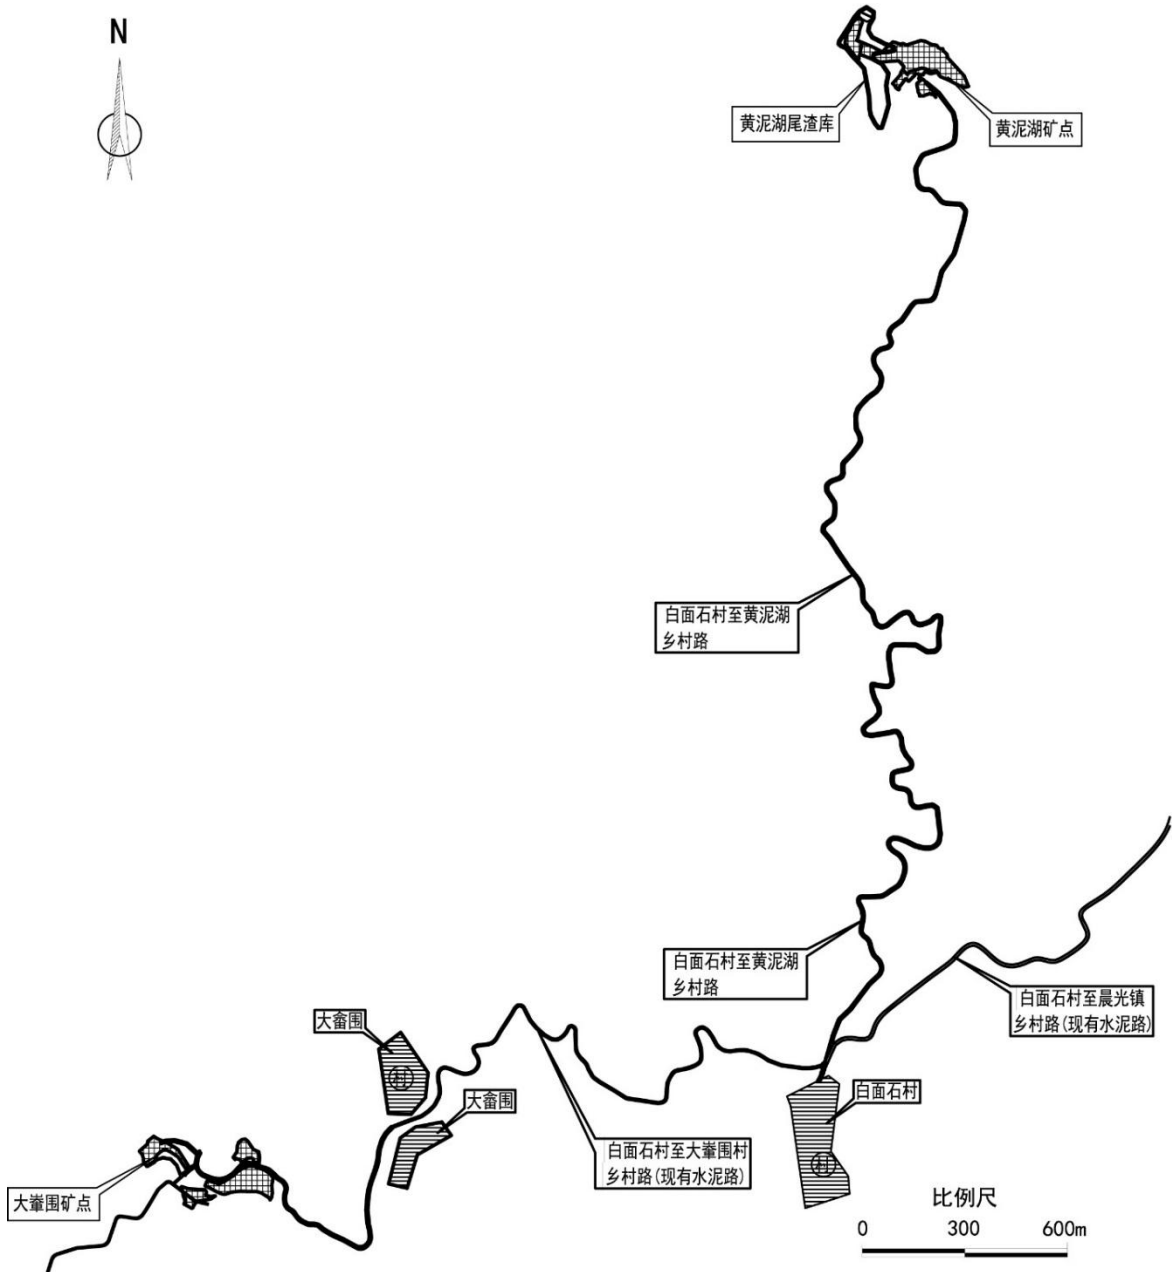 N
黄泥湖尾渣库
黄泥湖矿点
白面石村至黄泥湖
乡村路
白面石村至黄泥湖
乡村路
白面石村至晨光镇
乡村路(现有水泥路)
大畲围
村
大畲围
白面石村
村
白面石村至大輋围村
乡村路(现有水泥路)
大輋围矿点
比例尺
0 300 600m